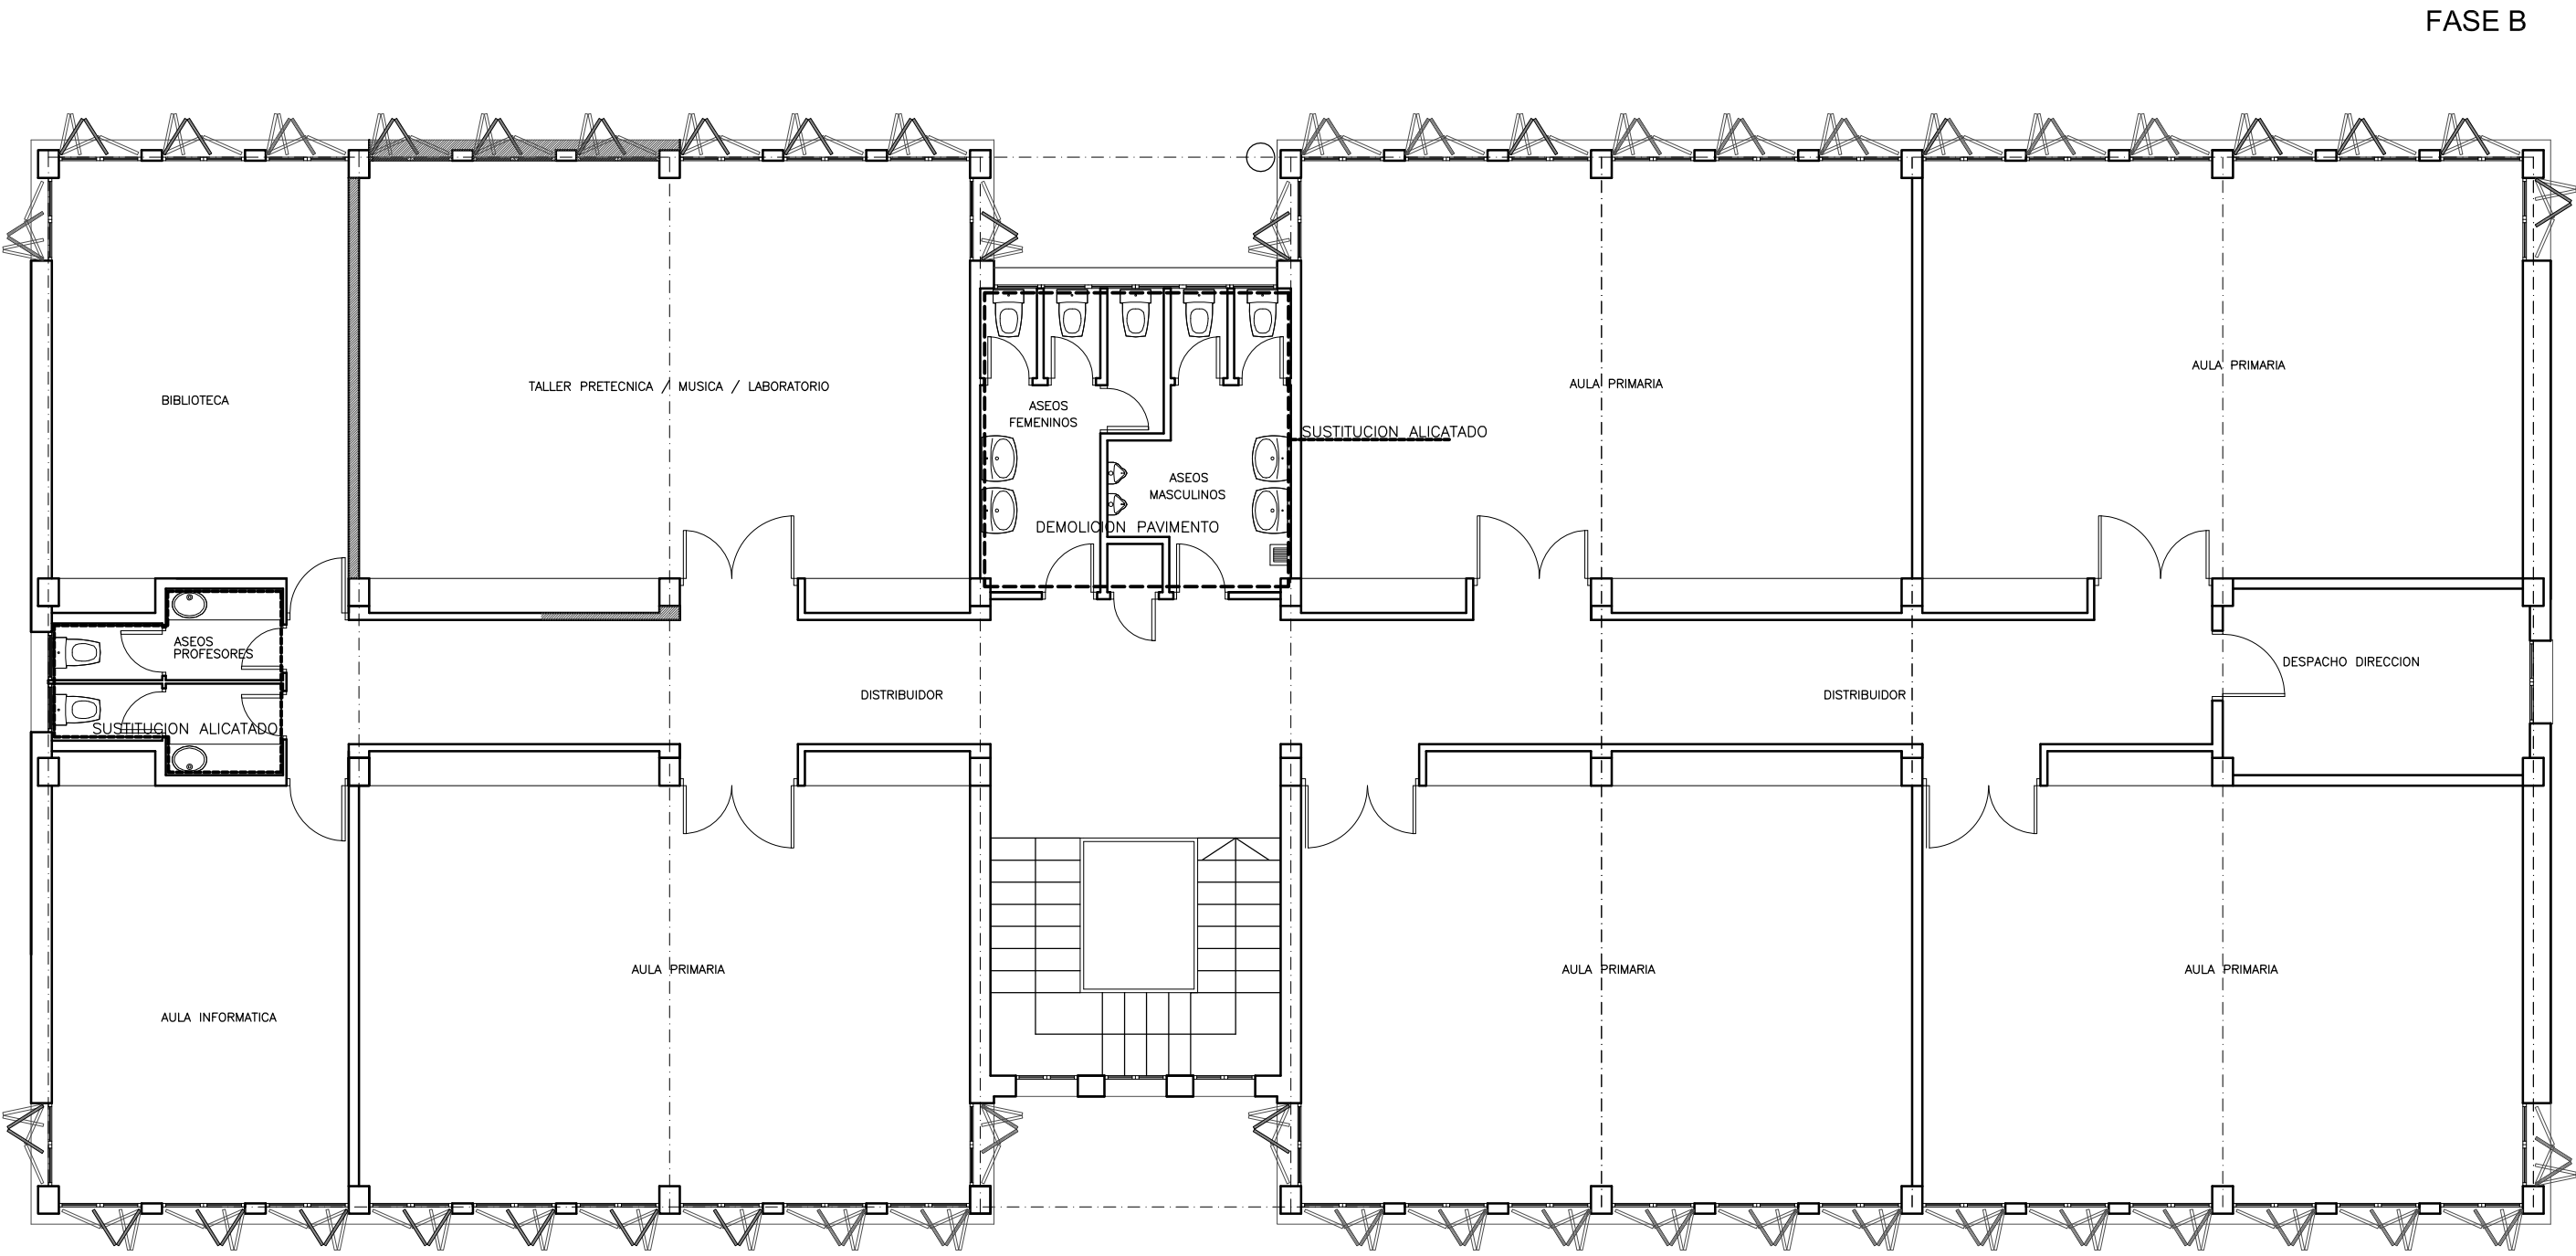 FASE B
AULA PRIMARIA
AULA PRIMARIA
TALLER PRETECNICA / MUSICA / LABORATORIO
BIBLIOTECA
ASEOS
FEMENINOS
SUSTITUCION ALICATADO
ASEOS
MASCULINOS
DEMOLICION PAVIMENTO
ASEOS
PROFESORES
DESPACHO DIRECCION
DISTRIBUIDOR
DISTRIBUIDOR
SUSTITUCION ALICATADO
AULA PRIMARIA
AULA PRIMARIA
AULA PRIMARIA
AULA INFORMATICA